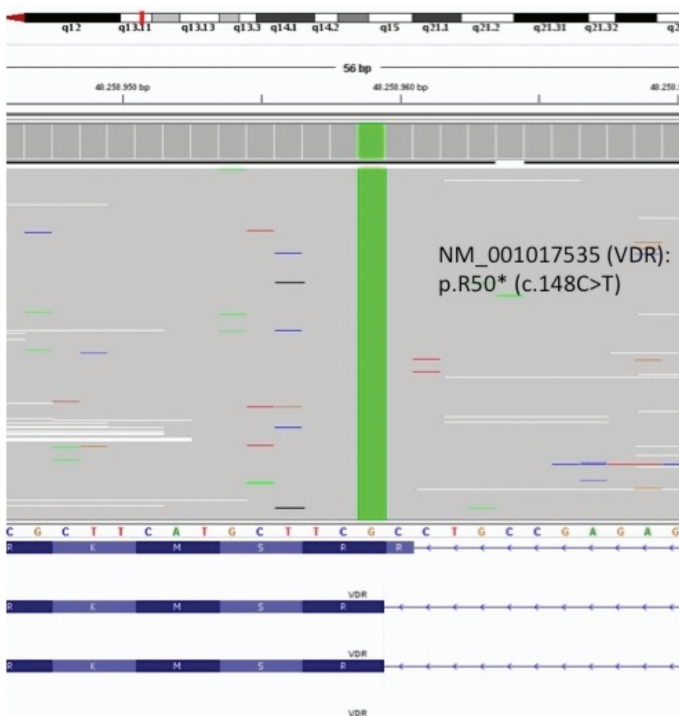 q12 q13.11 q13.13 q13.3 q14.1 q14.2 q15 q21.1 q21.2 q21.31 q21.32
56 bp
48.258.950 bp 48.258.960 bp
NM_001017535 (VDR):
p.R50* (c.148C>T)
C G C T T C A T G C T T C G C C T G C C G A G A G
R K M S R R
VDR
R K M S R
VDR
R K M S R
VDR
VDR